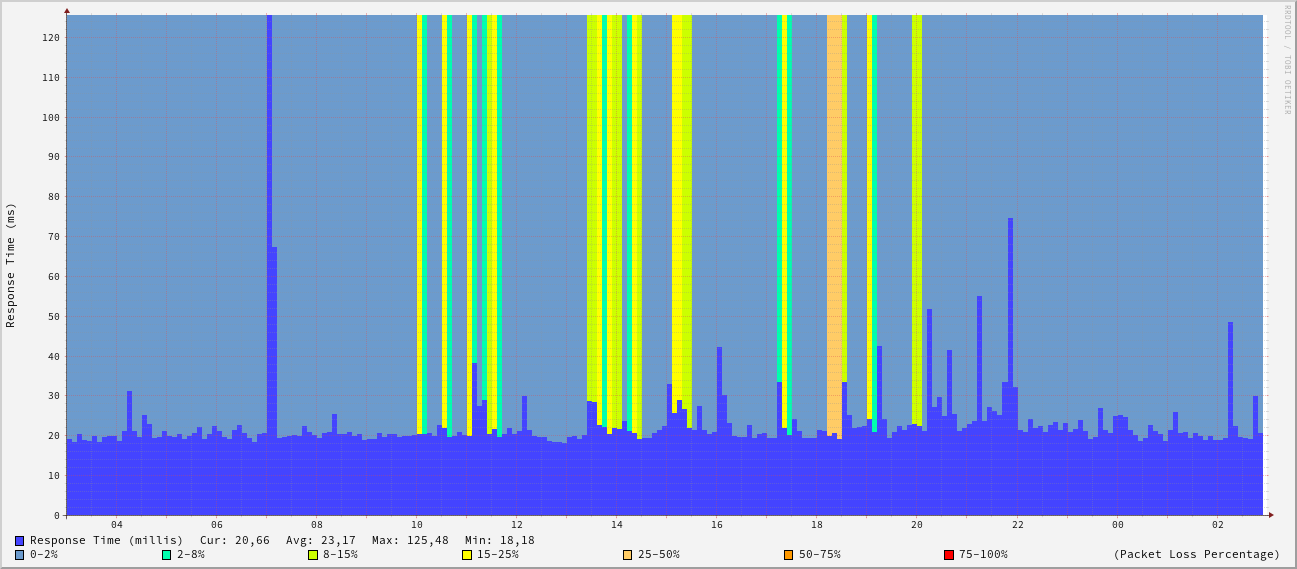 RRDTOOL / TOBI OETIKER
Response Time (ms)
120
110
100
90
80
70
60
50
40
30
20
10
0
04 06 08 10 12 14 16 18 20 22 00 02
Response Time (millis) Cur: 20,66 Avg: 23,17 Max: 125,48 Min: 18,18
0-2% 2-8% 8-15% 15-25% 25-50% 50-75% 75-100% (Packet Loss Percentage)